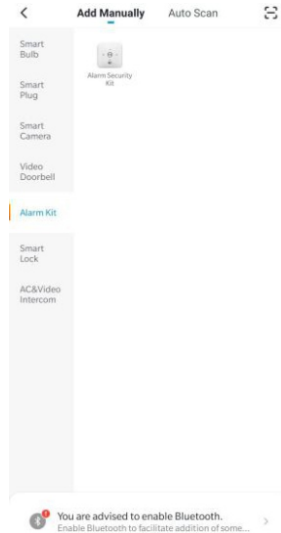 Add Manually Auto Scan
Smart
Bulb
Alarm Security
Kit
Smart
Plug
Smart
Camera
Video
Doorbell
Alarm Kit
Smart
Lock
AC&Video
Intercom
You are advised to enable Bluetooth.
Enable Bluetooth to facilitate addition of some...